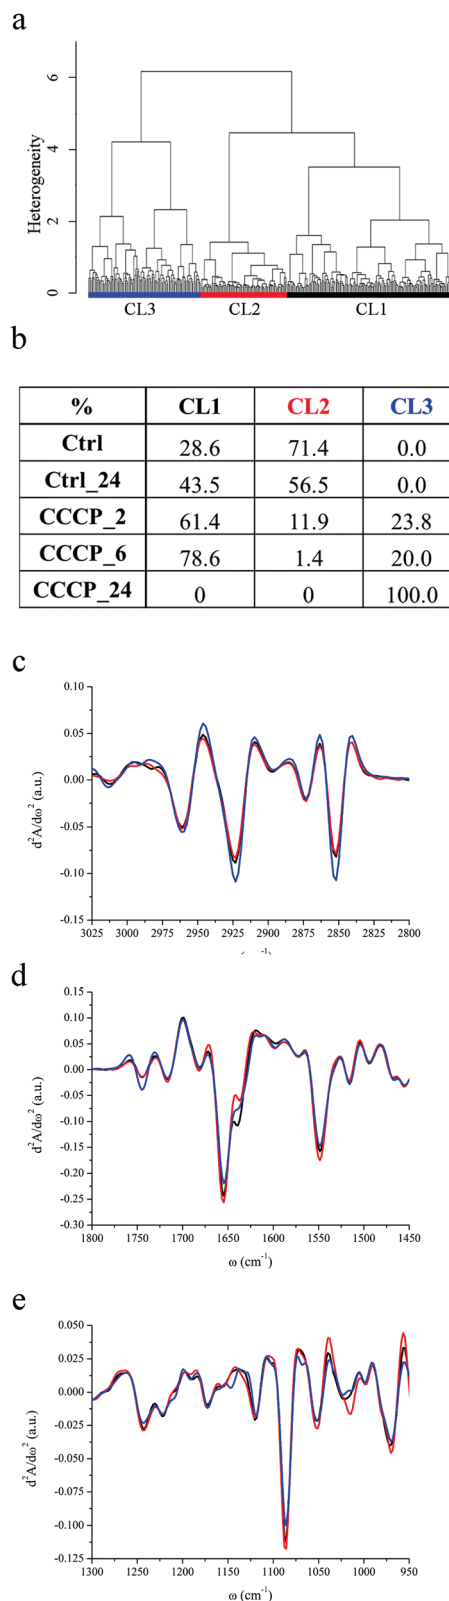 a
Heterogeneity
6
4
2
0
CL3 CL2 CL1
b
% CL1 CL2 CL3
Ctrl 28.6 71.4 0.0
Ctrl_24 43.5 56.5 0.0
CCCP_2 61.4 11.9 23.8
CCCP_6 78.6 1.4 20.0
CCCP_24 0 0 100.0
c
d²A/dω² (a.u.)
0.10
0.05
0.00
-0.05
-0.10
-0.15
3025 3000 2975 2950 2925 2900 2875 2850 2825 2800
d
d²A/dω² (a.u.)
0.15
0.10
0.05
0.00
-0.05
-0.10
-0.15
-0.20
-0.25
-0.30
1800 1750 1700 1650 1600 1550 1500 1450
ω (cm⁻¹)
e
d²A/dω² (a.u.)
0.050
0.025
0.000
-0.025
-0.050
-0.075
-0.100
-0.125
1300 1250 1200 1150 1100 1050 1000 950
ω (cm⁻¹)